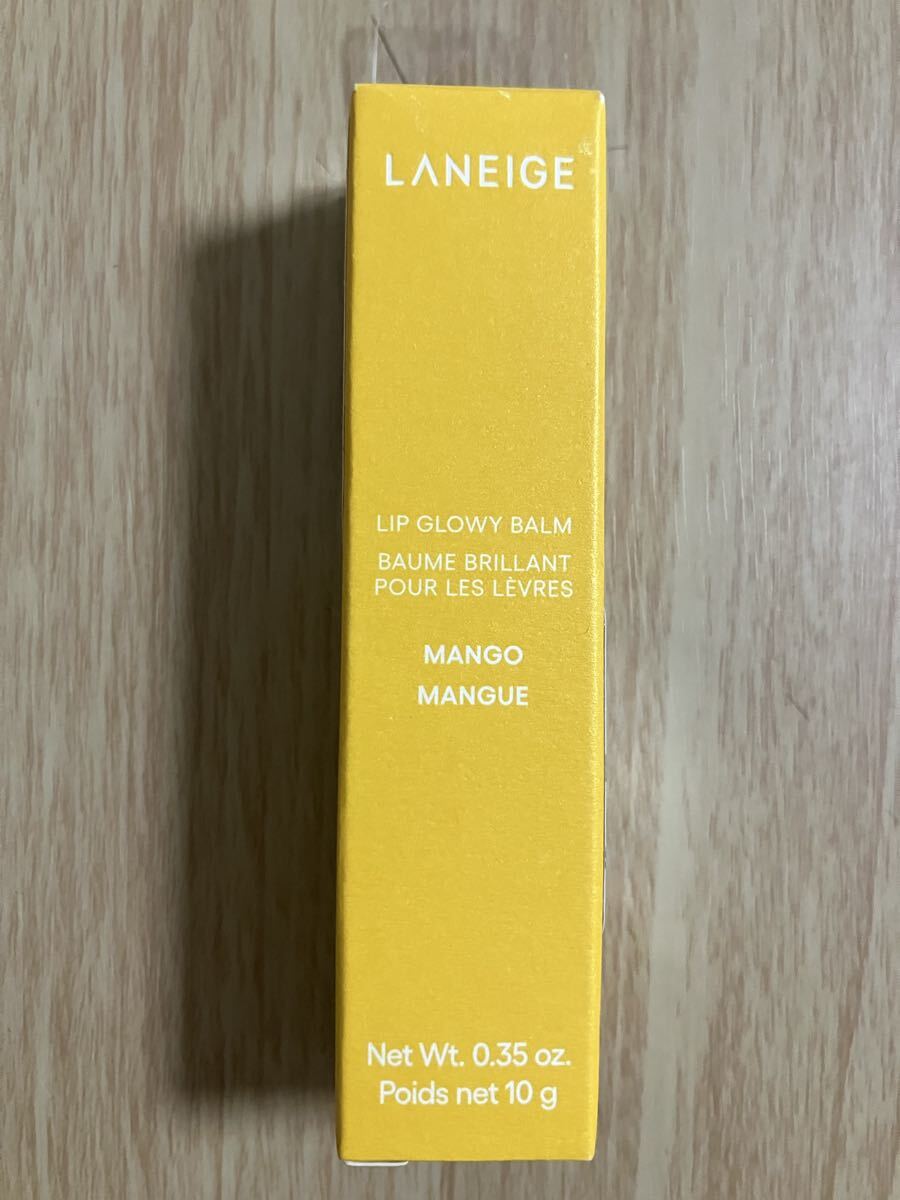 LANEIGE
LIP GLOWY BALM
BAUME BRILLANT
POUR LES LÈVRES
MANGO
MANGUE
Net Wt. 0.35 oz.
Poids net 10 g